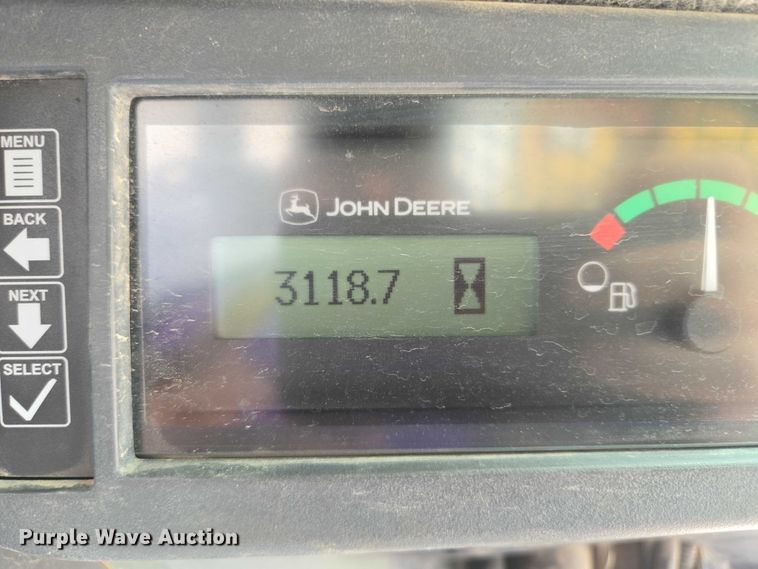 MENU
BACK
NEXT
SELECT
JOHN DEERE
3118.7
Purple Wave Auction